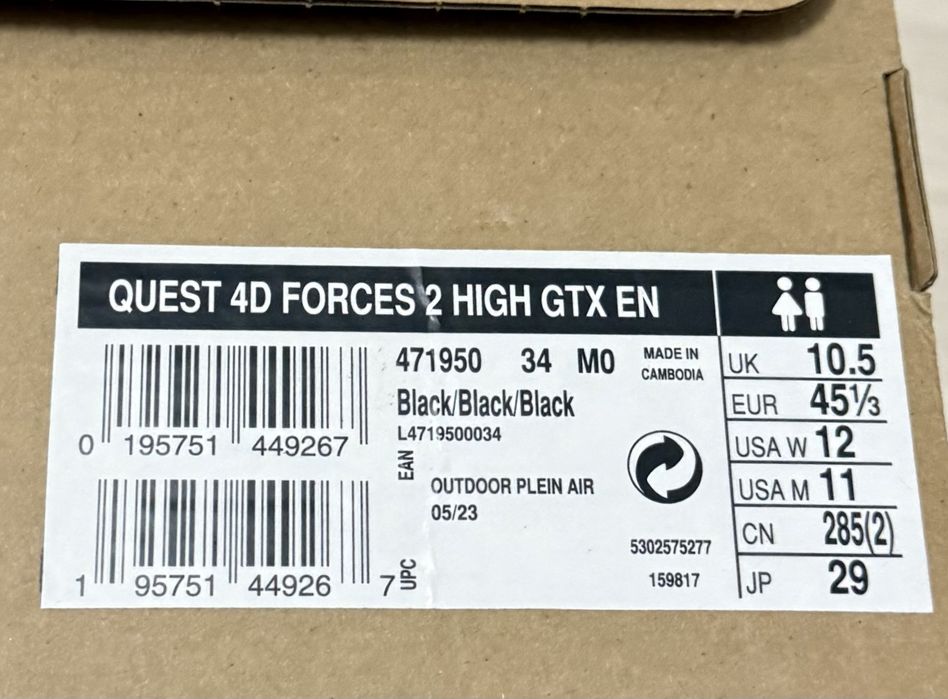 QUEST 4D FORCES 2 HIGH GTX EN
471950 34 M0
Black/Black/Black
L4719500034
MADE IN
CAMBODIA
0 195751 449267
EAN
OUTDOOR PLEIN AIR
05/23
1 95751 44926 7
UPC
5302575277
159817
UK 10.5
EUR 45⅓
USA W 12
USA M 11
CN 285(2)
JP 29